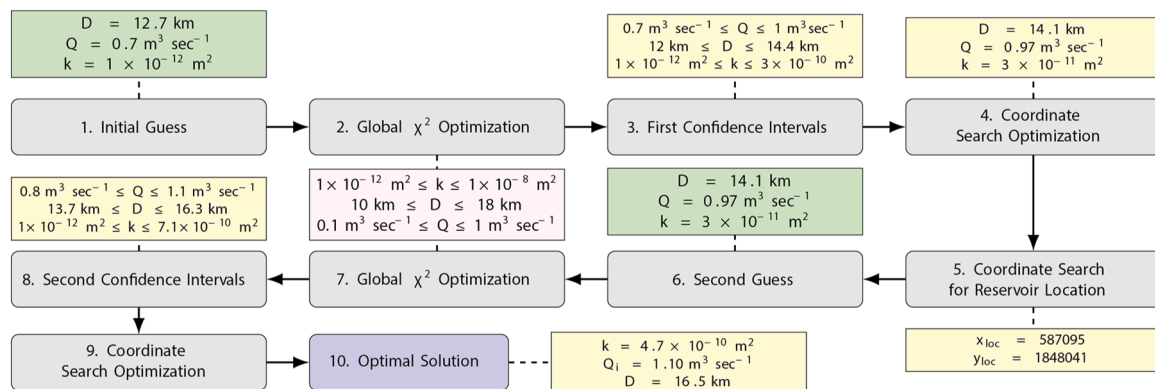 D = 12.7 km
Q = 0.7 m³ sec⁻¹
k = 1 × 10⁻¹² m²
0.7 m³ sec⁻¹ ≤ Q ≤ 1 m³sec⁻¹
12 km ≤ D ≤ 14.4 km
1× 10⁻¹² m² ≤ k ≤ 3× 10⁻¹⁰ m²
D = 14.1 km
Q = 0.97 m³ sec⁻¹
k = 3 × 10⁻¹¹ m²
1. Initial Guess
2. Global χ² Optimization
3. First Confidence Intervals
4. Coordinate
Search Optimization
0.8 m³ sec⁻¹ ≤ Q ≤ 1.1 m³ sec⁻¹
13.7 km ≤ D ≤ 16.3 km
1× 10⁻¹² m² ≤ k ≤ 7.1× 10⁻¹⁰ m²
1× 10⁻¹² m² ≤ k ≤ 1× 10⁻⁸ m²
10 km ≤ D ≤ 18 km
0.1 m³ sec⁻¹ ≤ Q ≤ 1 m³ sec⁻¹
D = 14.1 km
Q = 0.97 m³ sec⁻¹
k = 3 × 10⁻¹¹ m²
8. Second Confidence Intervals
7. Global χ² Optimization
6. Second Guess
5. Coordinate Search
for Reservoir Location
9. Coordinate
Search Optimization
10. Optimal Solution
k = 4.7 × 10⁻¹⁰ m²
Qᵢ = 1.10 m³ sec⁻¹
D = 16.5 km
xloc = 587095
yloc = 1848041